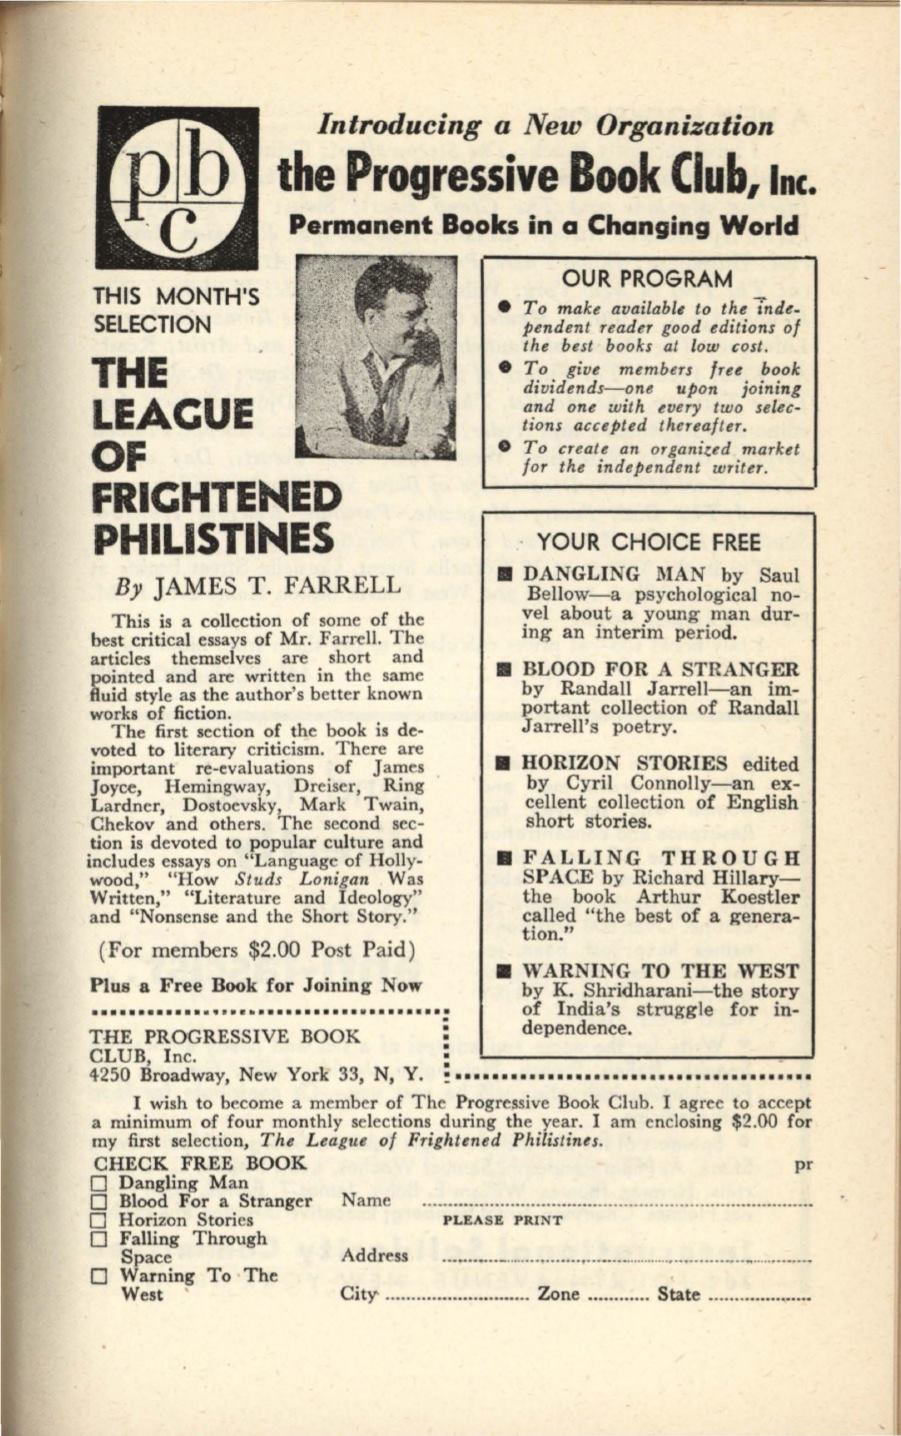 pbc
Introducing a New Organization
the Progressive Book Club, Inc.
Permanent Books in a Changing World
THIS MONTH'S
SELECTION
THE
LEAGUE
OF
FRIGHTENED
PHILISTINES
By JAMES T. FARRELL
This is a collection of some of the
best critical essays of Mr. Farrell. The
articles themselves are short and
pointed and are written in the same
fluid style as the author's better known
works of fiction.
The first section of the book is de-
voted to literary criticism. There are
important re-evaluations of James
Joyce, Hemingway, Dreiser, Ring
Lardner, Dostoevsky, Mark Twain,
Chekov and others. The second sec-
tion is devoted to popular culture and
includes essays on "Language of Holly-
wood," "How Studs Lonigan Was
Written," "Literature and Ideology"
and "Nonsense and the Short Story."
(For members $2.00 Post Paid)
Plus a Free Book for Joining Now
OUR PROGRAM
● To make available to the inde-
pendent reader good editions of
the best books at low cost.
● To give members free book
dividends—one upon joining
and one with every two selec-
tions accepted thereafter.
● To create an organized market
for the independent writer.
YOUR CHOICE FREE
■ DANGLING MAN by Saul
Bellow—a psychological no-
vel about a young man dur-
ing an interim period.
■ BLOOD FOR A STRANGER
by Randall Jarrell—an im-
portant collection of Randall
Jarrell's poetry.
■ HORIZON STORIES edited
by Cyril Connolly—an ex-
cellent collection of English
short stories.
■ FALLING THROUGH
SPACE by Richard Hillary—
the book Arthur Koestler
called "the best of a genera-
tion."
■ WARNING TO THE WEST
by K. Shridharani—the story
of India's struggle for in-
dependence.
THE PROGRESSIVE BOOK
CLUB, Inc.
4250 Broadway, New York 33, N, Y.
I wish to become a member of The Progressive Book Club. I agree to accept
a minimum of four monthly selections during the year. I am enclosing $2.00 for
my first selection, The League of Frightened Philistines.
CHECK FREE BOOK pr
☐ Dangling Man
☐ Blood For a Stranger
☐ Horizon Stories
☐ Falling Through
Space
☐ Warning To The
West
Name
PLEASE PRINT
Address
City Zone State